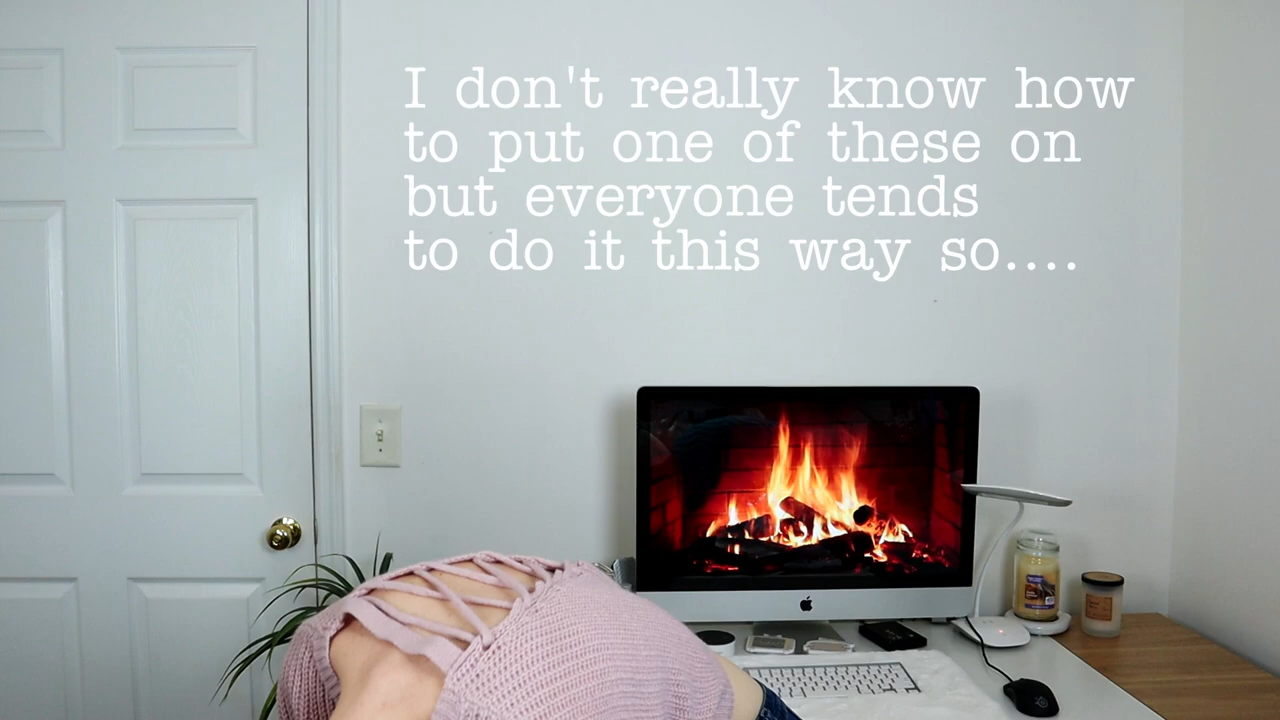 I don't really know how
to put one of these on
but everyone tends
to do it this way so....